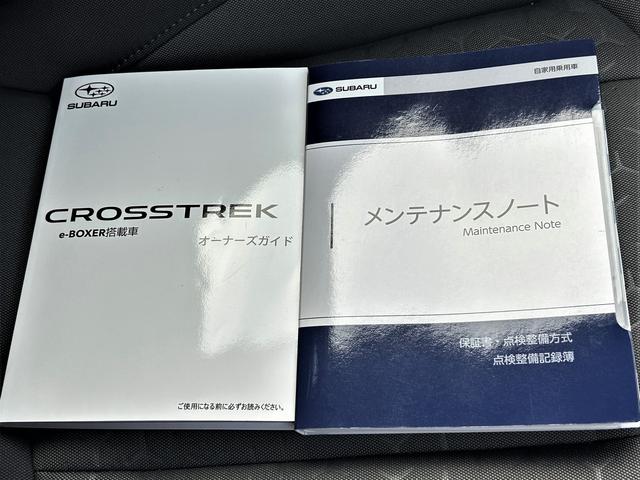 SUBARU
CROSSTREK
e-BOXER搭載車
オーナーズガイド
ご使用になる前に必ずお読みください。
自家用乗用車
SUBARU
メンテナンスノート
Maintenance Note
保証書・点検整備方式
点検整備記録簿